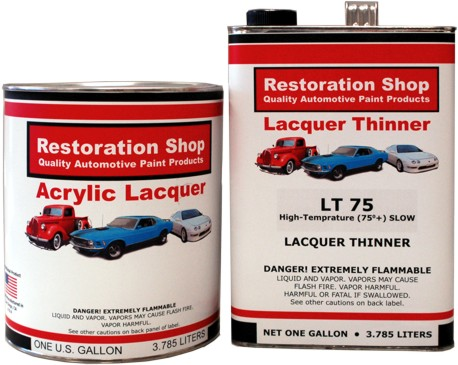 Restoration Shop
Quality Automotive Paint Products
Acrylic Lacquer
DANGER! EXTREMELY FLAMMABLE
LIQUID AND VAPOR. VAPORS MAY CAUSE FLASH FIRE.
VAPOR HARMFUL.
See other cautions on back panel of label.
ONE U.S. GALLON 3.785 LITERS
Restoration Shop
Quality Automotive Paint Products
Lacquer Thinner
LT 75
High-Temprature (75°+) SLOW
LACQUER THINNER
DANGER! EXTREMELY FLAMMABLE
LIQUID AND VAPOR. VAPORS MAY CAUSE
FLASH FIRE. VAPOR HARMFUL.
HARMFUL OR FATAL IF SWALLOWED.
See other cautions on back panel.
NET ONE GALLON • 3.785 LITERS